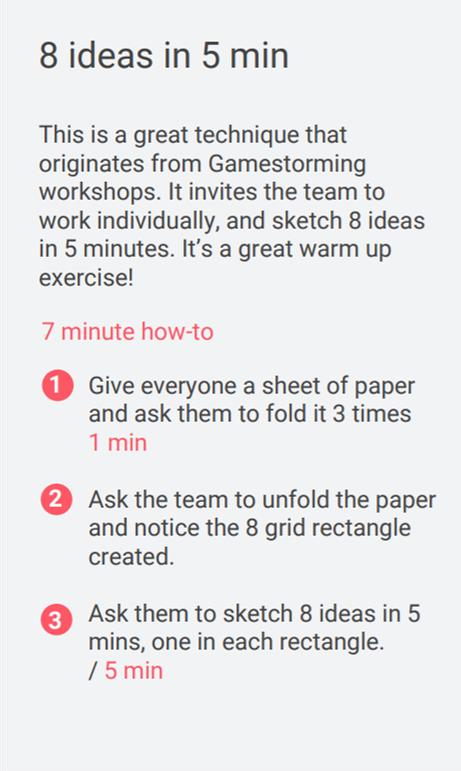 8 ideas in 5 min
This is a great technique that
originates from Gamestorming
workshops. It invites the team to
work individually, and sketch 8 ideas
in 5 minutes. It’s a great warm up
exercise!
7 minute how-to
1 Give everyone a sheet of paper
and ask them to fold it 3 times
1 min
2 Ask the team to unfold the paper
and notice the 8 grid rectangle
created.
3 Ask them to sketch 8 ideas in 5
mins, one in each rectangle.
/ 5 min